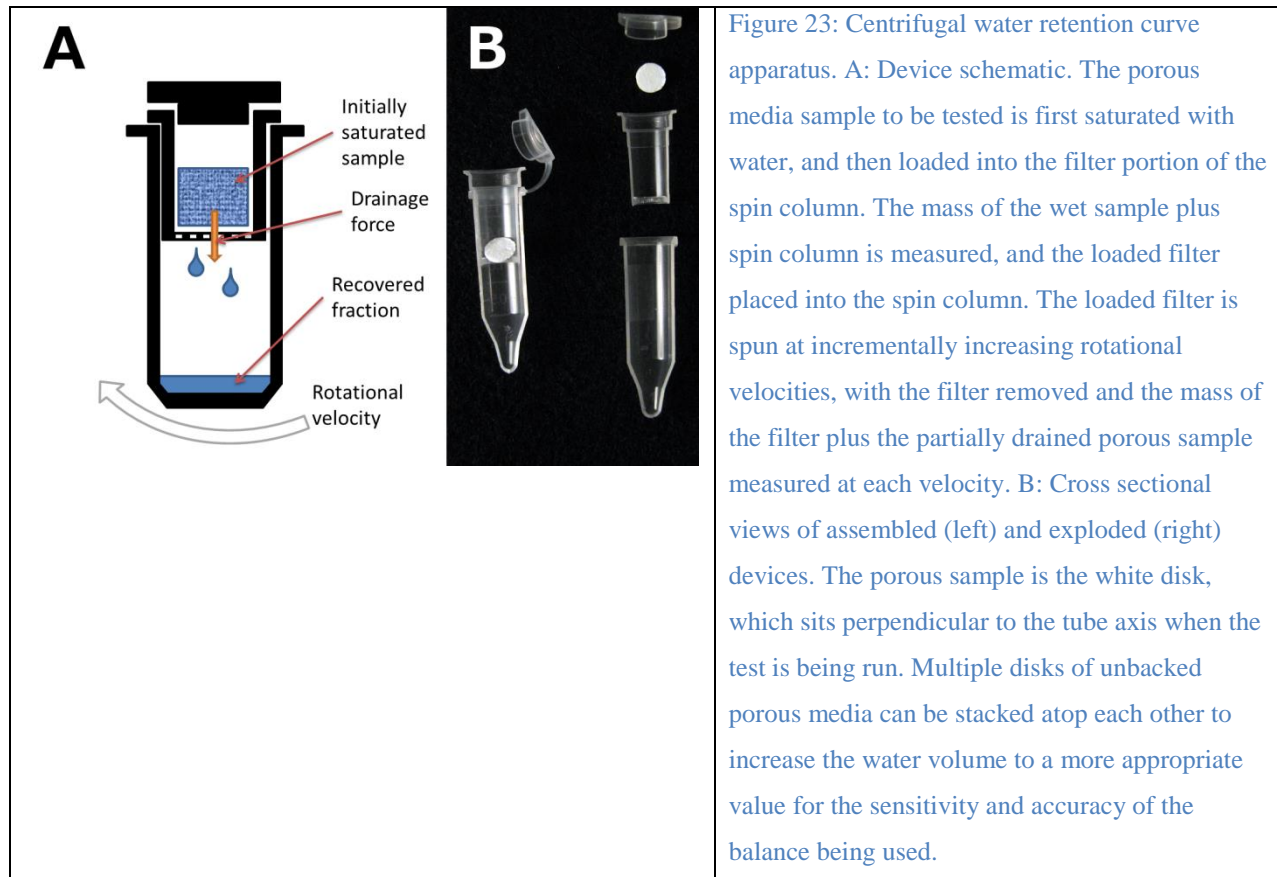 A
Initially
saturated
sample
Drainage
force
Recovered
fraction
Rotational
velocity
B
Figure 23: Centrifugal water retention curve
apparatus. A: Device schematic. The porous
media sample to be tested is first saturated with
water, and then loaded into the filter portion of the
spin column. The mass of the wet sample plus
spin column is measured, and the loaded filter
placed into the spin column. The loaded filter is
spun at incrementally increasing rotational
velocities, with the filter removed and the mass of
the filter plus the partially drained porous sample
measured at each velocity. B: Cross sectional
views of assembled (left) and exploded (right)
devices. The porous sample is the white disk,
which sits perpendicular to the tube axis when the
test is being run. Multiple disks of unbacked
porous media can be stacked atop each other to
increase the water volume to a more appropriate
value for the sensitivity and accuracy of the
balance being used.